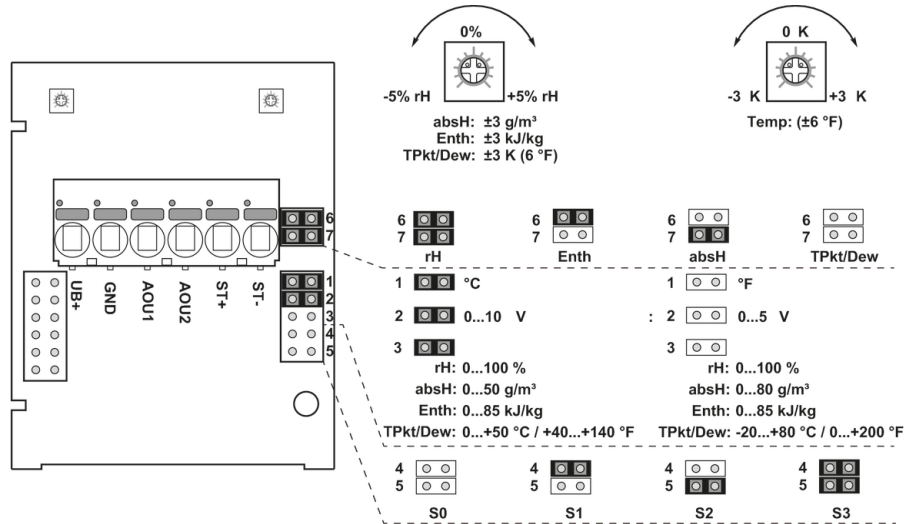 0%
-5% rH +5% rH
absH: ±3 g/m³
Enth: ±3 kJ/kg
TPkt/Dew: ±3 K (6 °F)
0 K
-3 K +3 K
Temp: (±6 °F)
6
7
UB+
GND
AOU1
AOU2
ST+
ST-
1
2
3
4
5
6
7
rH
6
7
Enth
6
7
absH
6
7
TPkt/Dew
1 °C
2 0...10 V
3
rH: 0...100 %
absH: 0...50 g/m³
Enth: 0...85 kJ/kg
TPkt/Dew: 0...+50 °C / +40...+140 °F
1 °F
: 2 0...5 V
3
rH: 0...100 %
absH: 0...80 g/m³
Enth: 0...85 kJ/kg
TPkt/Dew: -20...+80 °C / 0...+200 °F
4
5
S0
4
5
S1
4
5
S2
4
5
S3